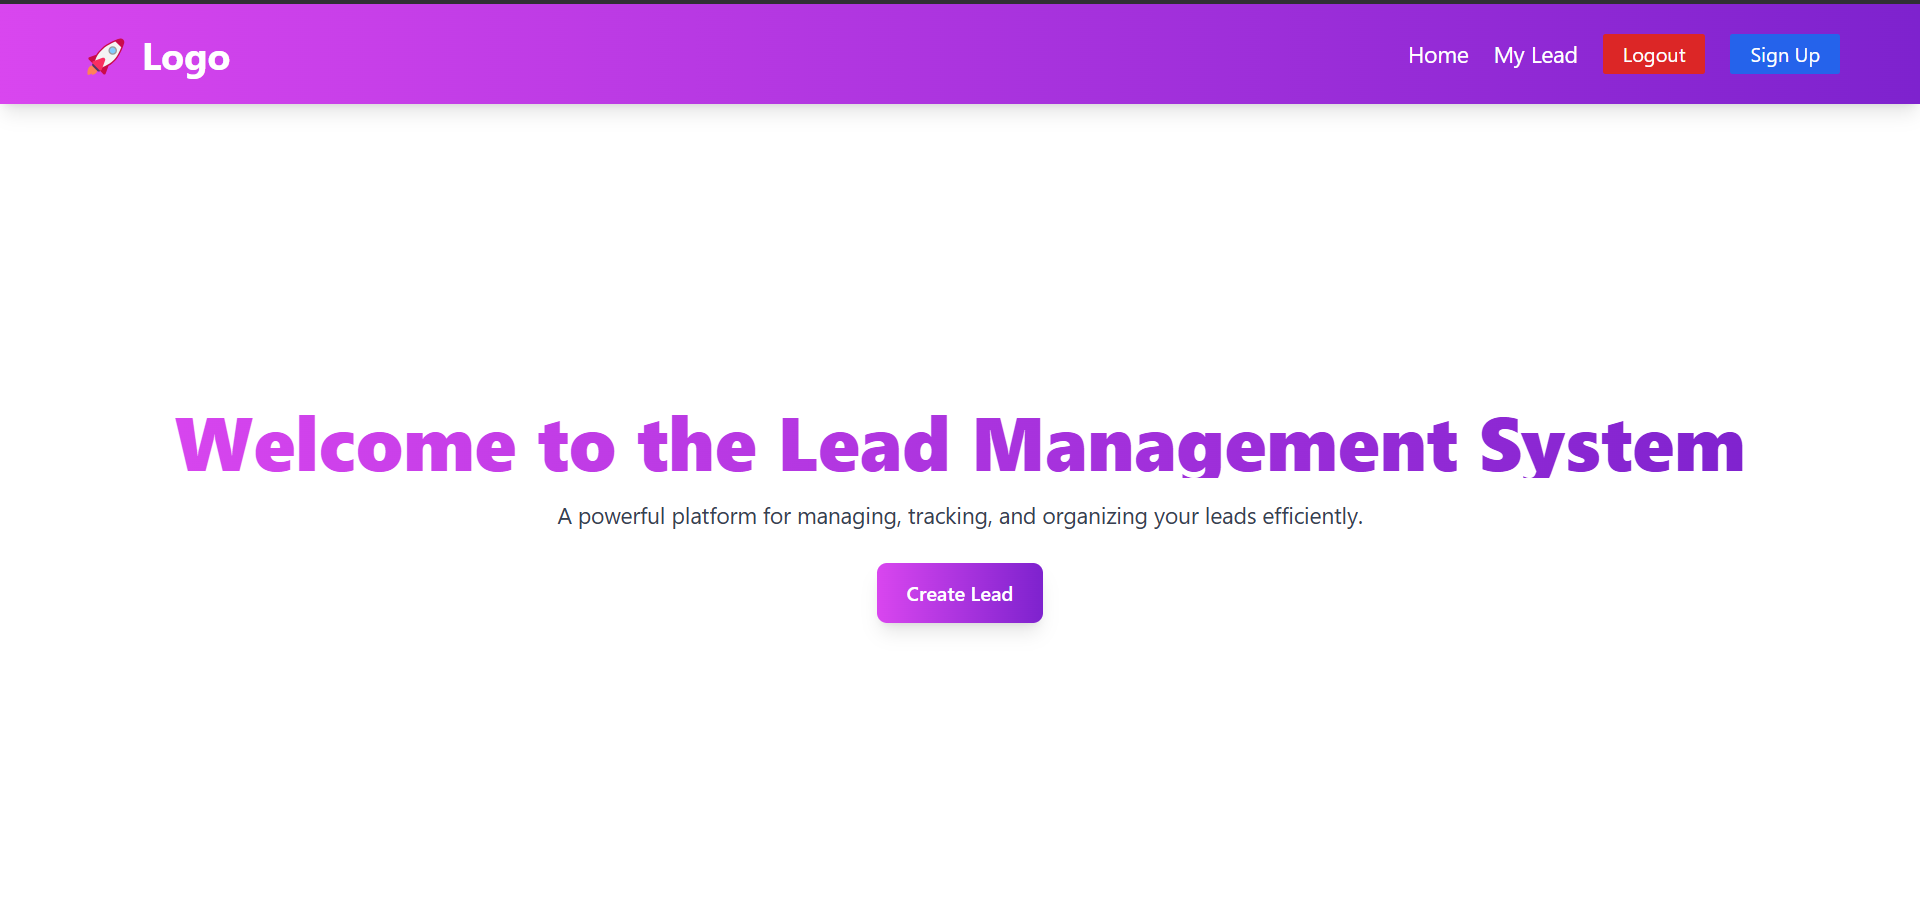 Logo
Home My Lead Logout Sign Up
Welcome to the Lead Management System
A powerful platform for managing, tracking, and organizing your leads efficiently.
Create Lead